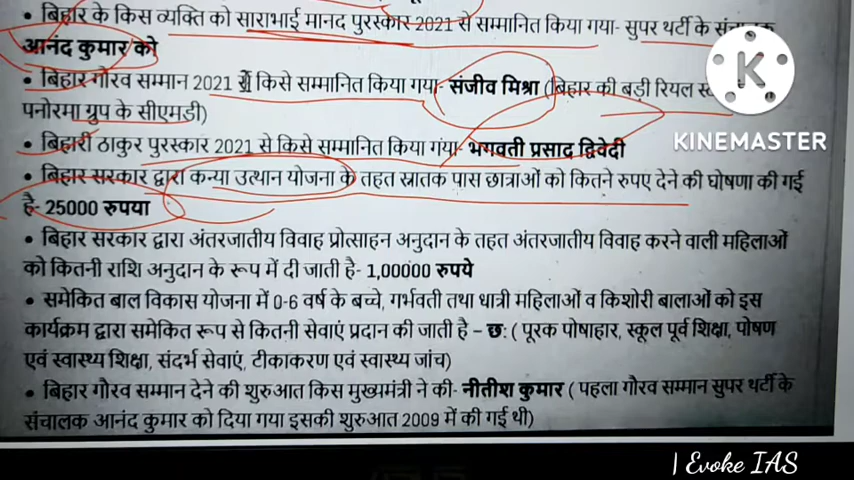 • बिहार के किस व्यक्ति को साराभाई मानद पुरस्कार 2021 से सम्मानित किया गया- सुपर थर्टी के संचालक
आनंद कुमार को
• बिहार गौरव सम्मान 2021 से किसे सम्मानित किया गया- संजीव मिश्रा (बिहार की बड़ी रियल
पनोरमा ग्रुप के सीएमडी)
• बिहारी ठाकुर पुरस्कार 2021 से किसे सम्मानित किया गया- भगवती प्रसाद द्विवेदी
• बिहार सरकार द्वारा कन्या उत्थान योजना के तहत स्नातक पास छात्राओं को कितने रुपए देने की घोषणा की गई
है- 25000 रुपया
• बिहार सरकार द्वारा अंतरजातीय विवाह प्रोत्साहन अनुदान के तहत अंतरजातीय विवाह करने वाली महिलाओं
को कितनी राशि अनुदान के रूप में दी जाती है- 1,00000 रुपये
• समेकित बाल विकास योजना में 0-6 वर्ष के बच्चे, गर्भवती तथा धात्री महिलाओं व किशोरी बालाओं को इस
कार्यक्रम द्वारा समेकित रूप से कितनी सेवाएं प्रदान की जाती है – छ: ( पूरक पोषाहार, स्कूल पूर्व शिक्षा, पोषण
एवं स्वास्थ्य शिक्षा, संदर्भ सेवाएं, टीकाकरण एवं स्वास्थ्य जांच)
• बिहार गौरव सम्मान देने की शुरुआत किस मुख्यमंत्री ने की- नीतीश कुमार ( पहला गौरव सम्मान सुपर थर्टी के
संचालक आनंद कुमार को दिया गया इसकी शुरुआत 2009 में की गई थी)
K
KINEMASTER
Evoke IAS